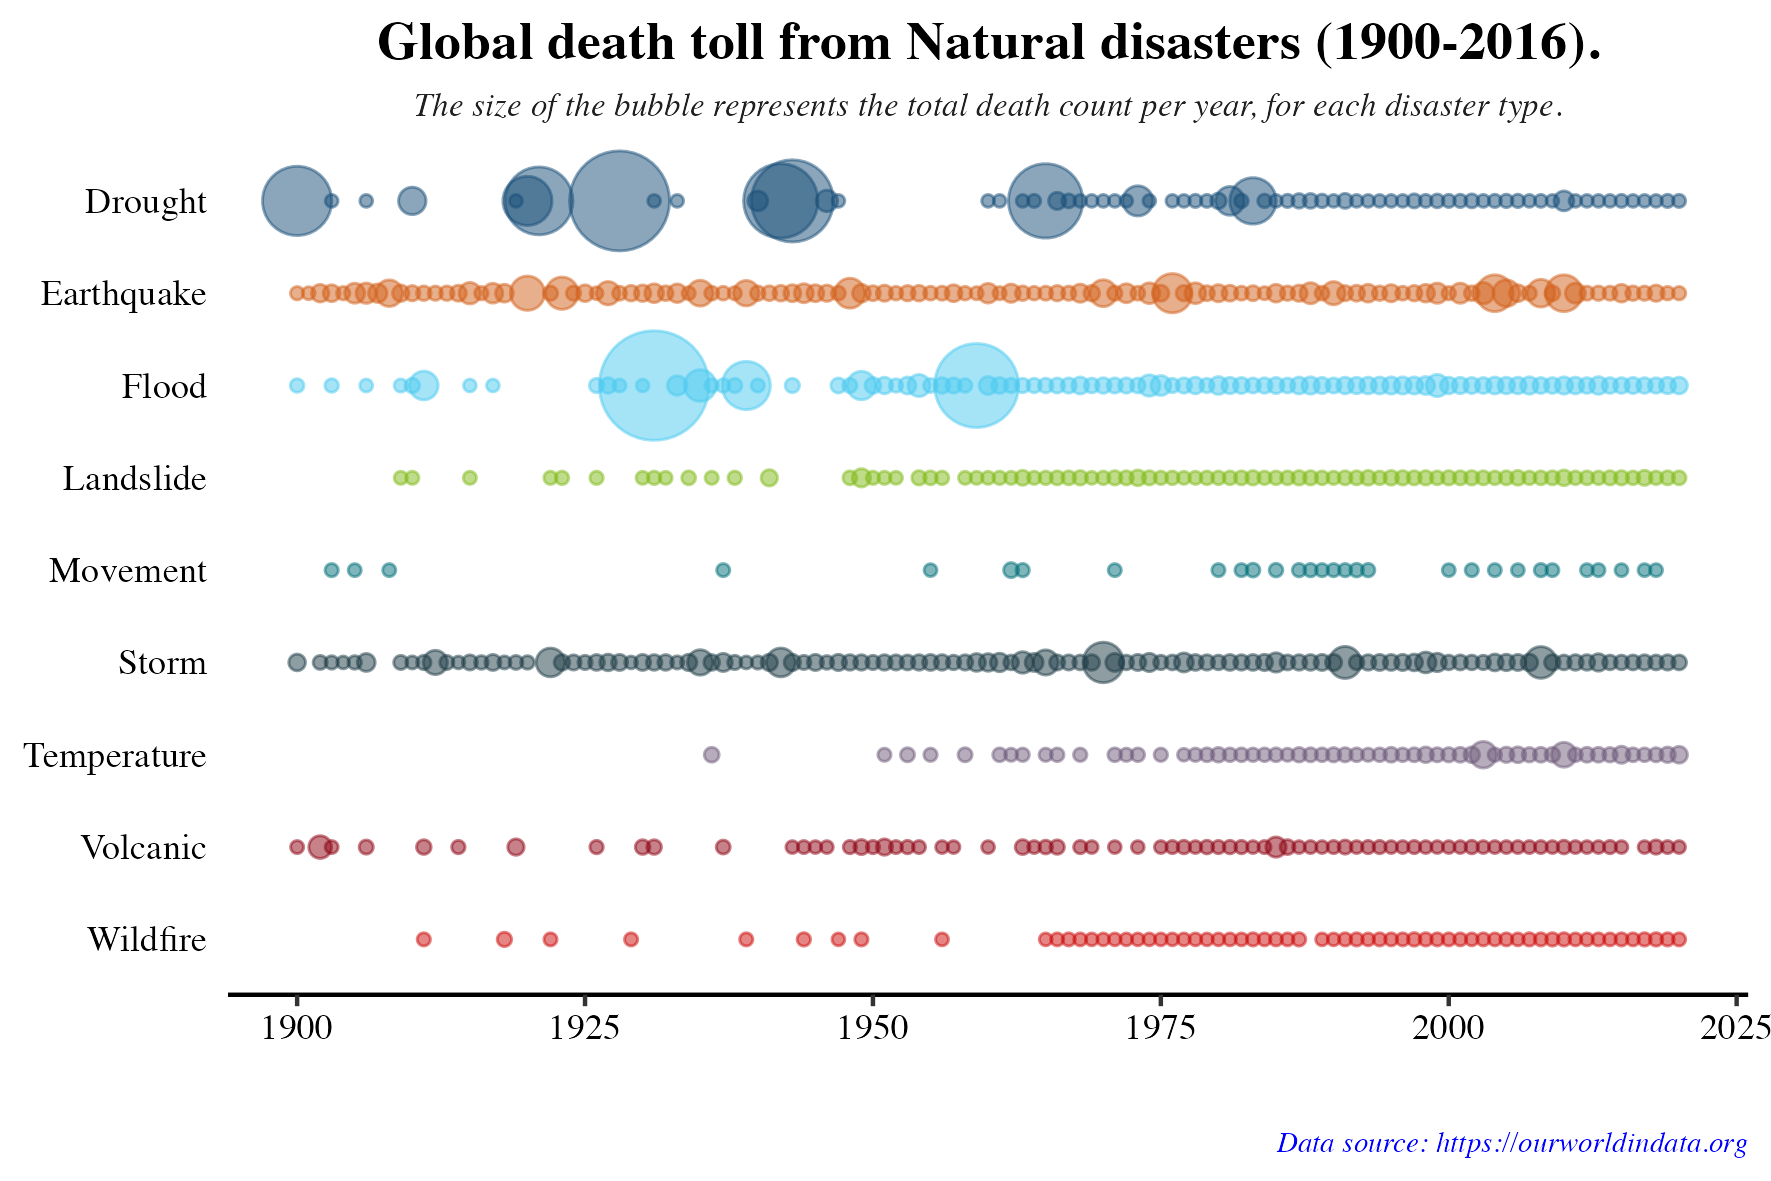 Global death toll from Natural disasters (1900-2016).
The size of the bubble represents the total death count per year, for each disaster type.
Drought
Earthquake
Flood
Landslide
Movement
Storm
Temperature
Volcanic
Wildfire
1900 1925 1950 1975 2000 2025
Data source: https://ourworldindata.org